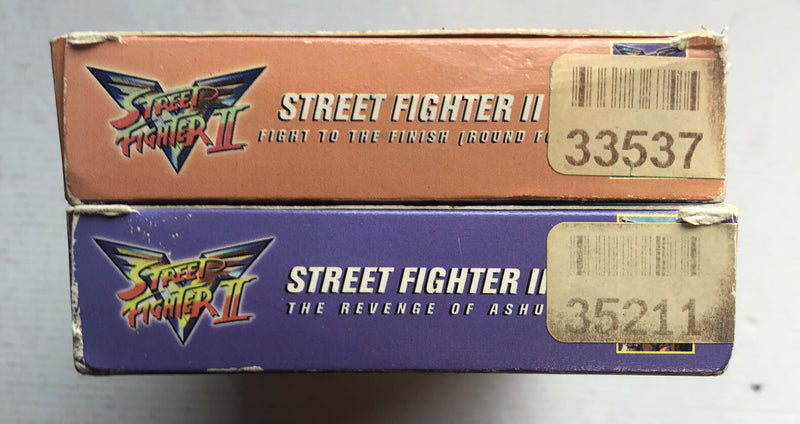 STREET
FIGHTER II
STREET FIGHTER II
FIGHT TO THE FINISH (ROUND
33537
STREET
FIGHTER II
STREET FIGHTER II
THE REVENGE OF
35211